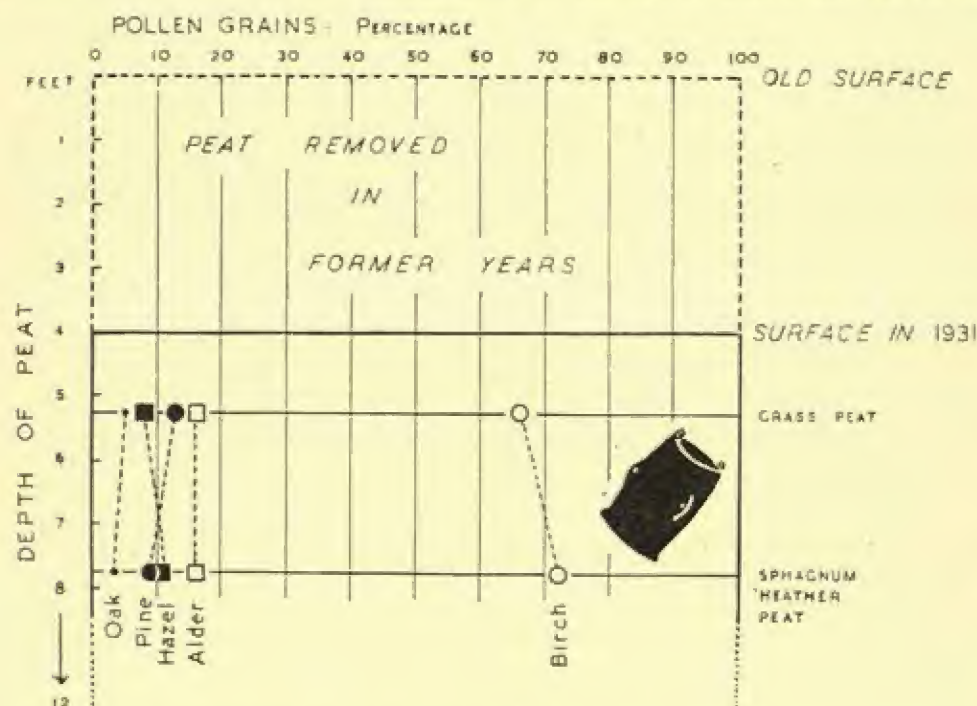 POLLEN GRAINS - PERCENTAGE
0 10 20 30 40 50 60 70 80 90 100
FEET
OLD SURFACE
1
PEAT REMOVED
2
IN
3
FORMER YEARS
DEPTH OF PEAT
4
SURFACE IN 1931
5
GRASS PEAT
6
7
8
SPHAGNUM
HEATHER
PEAT
Oak
Pine
Hazel
Alder
Birch
12